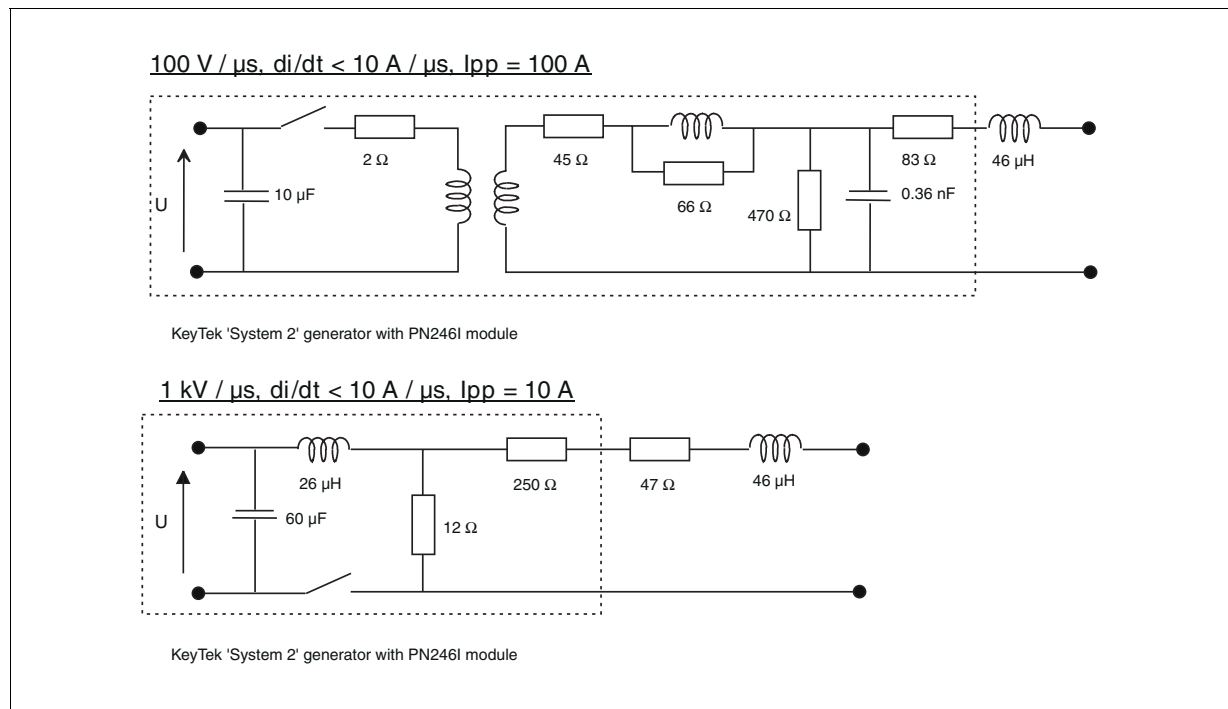 100 V / µs, di/dt < 10 A / µs, Ipp = 100 A
U
10 µF
2 Ω
45 Ω
66 Ω
470 Ω
0.36 nF
83 Ω
46 µH
KeyTek 'System 2' generator with PN246I module
1 kV / µs, di/dt < 10 A / µs, Ipp = 10 A
U
60 µF
26 µH
12 Ω
250 Ω
47 Ω
46 µH
KeyTek 'System 2' generator with PN246I module